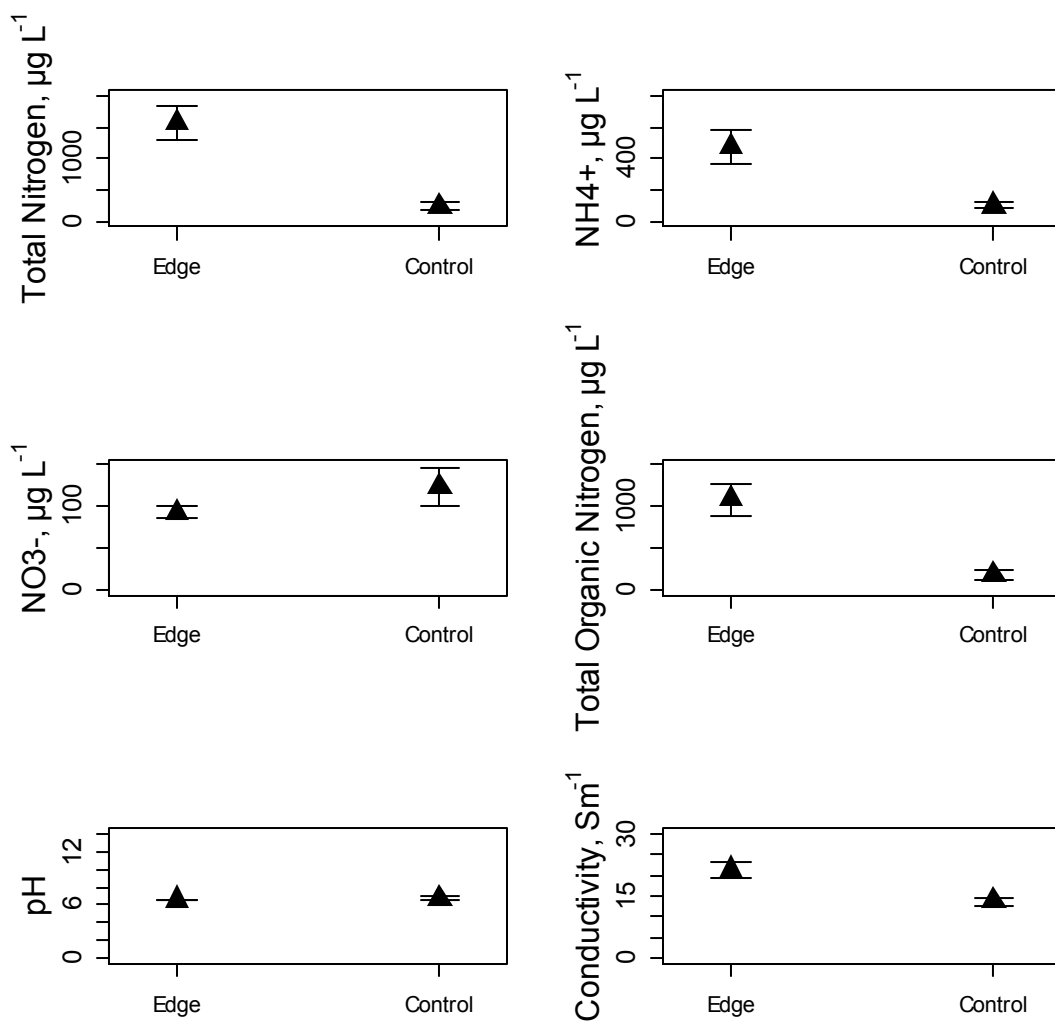 Total Nitrogen, µg L-1
1000
0
Edge
Control
NH4+, µg L-1
400
0
Edge
Control
NO3-, µg L-1
100
0
Edge
Control
Total Organic Nitrogen, µg L-1
1000
0
Edge
Control
pH
12
6
0
Edge
Control
Conductivity, Sm-1
30
15
0
Edge
Control